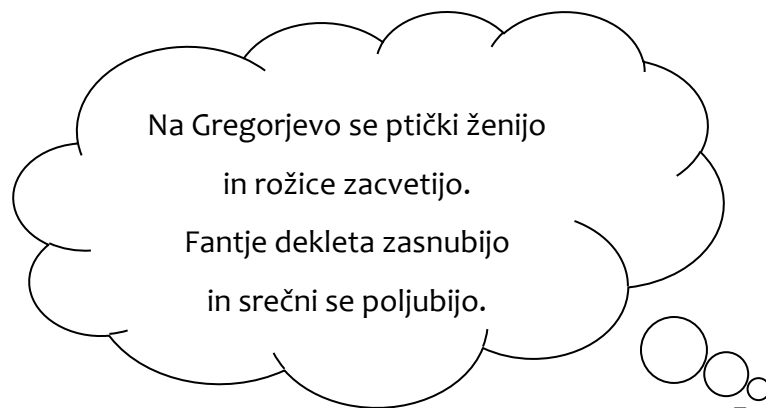 Na Gregorjevo se ptički ženijo
in rožice zacvetijo.
Fantje dekleta zasnubijo
in srečni se poljubijo.